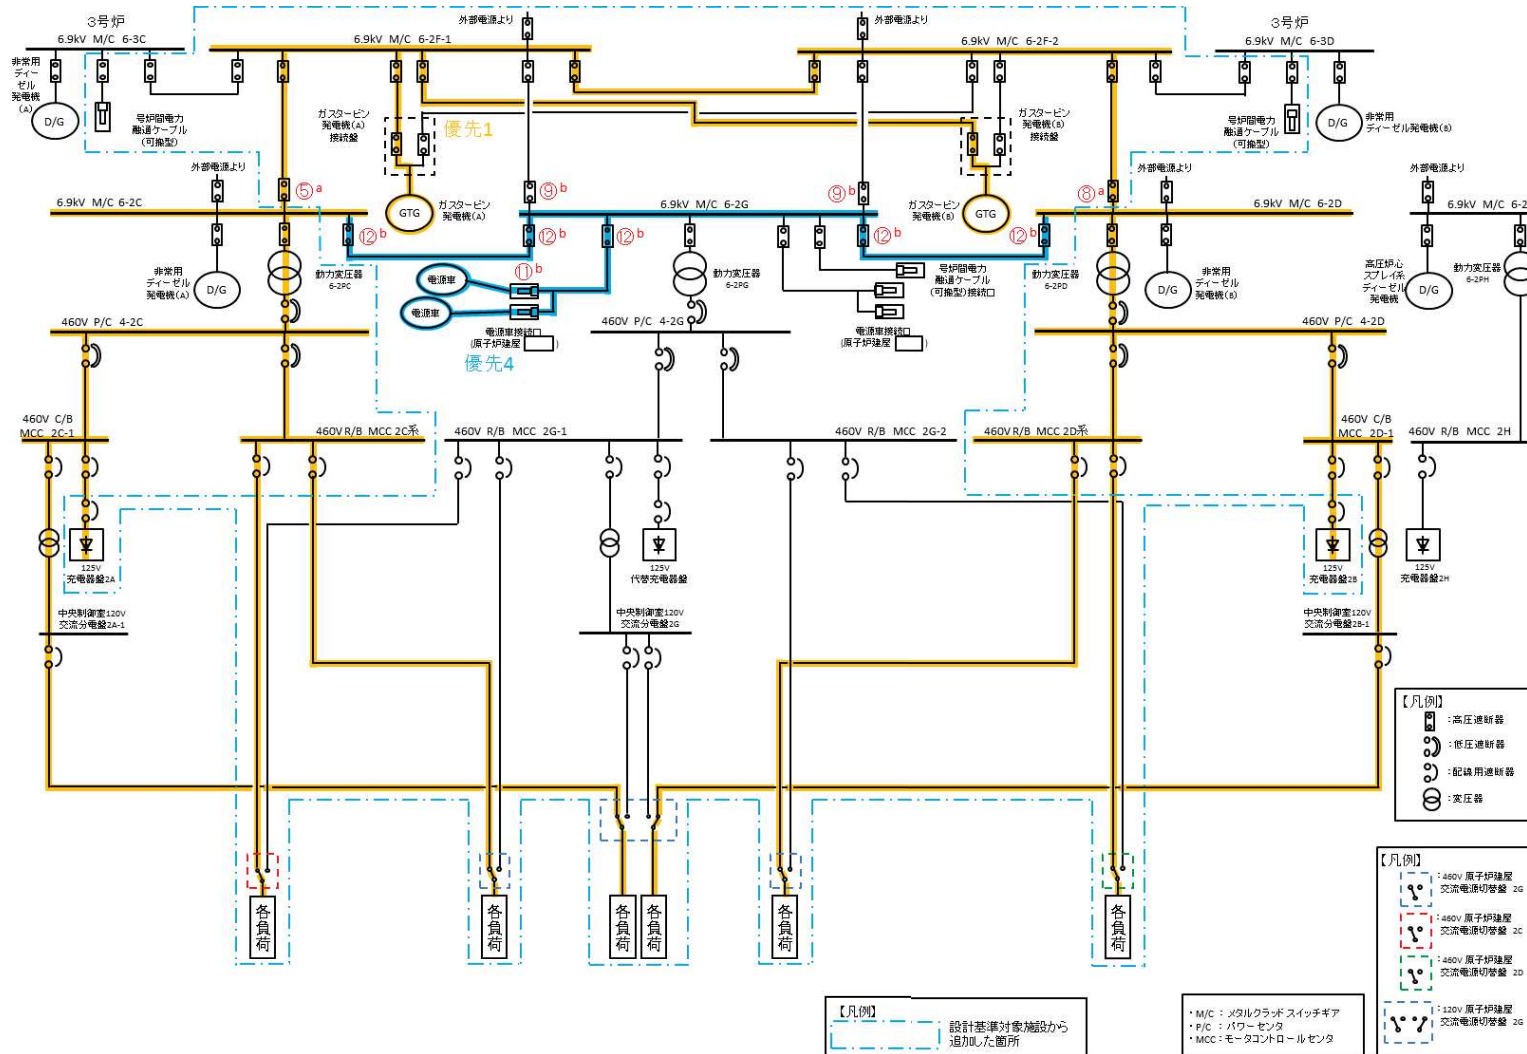 3号炉
6.9kV M/C 6-3C
6.9kV M/C 6-2F-1
外部電源より
外部電源より
6.9kV M/C 6-2F-2
3号炉
6.9kV M/C 6-3D
非常用
ディー
ゼル
発電機
(A)
D/G
号炉間電力
融通ケーブル
(可搬型)
ガスタービン
発電機(A)
接続盤
優先1
ガスタービン
発電機(B)
接続盤
号炉間電力
融通ケーブル
(可搬型)
D/G
非常用
ディーゼル発電機(B)
外部電源より
⑤a
GTG
ガスタービン
発電機(A)
⑨b
⑨b
ガスタービン
発電機(B)
GTG
⑧a
外部電源より
外部電源より
6.9kV M/C 6-2C
6.9kV M/C 6-2G
6.9kV M/C 6-2D
6.9kV M/C 6-2
⑫b
⑫b
⑫b
⑫b
⑫b
非常用
ディーゼル
発電機(A)
D/G
動力変圧器
6-2PC
電源車
電源車
⑪b
電源車接続口
(原子炉建屋 )
優先4
動力変圧器
6-2PG
号炉間電力
融通ケーブル
(可搬型)接続口
電源車接続口
(原子炉建屋 )
動力変圧器
6-2PD
D/G
非常用
ディーゼル
発電機(B)
高圧炉心
スプレイ系
ディーゼル
発電機
D/G
動力変圧器
6-2PH
460V P/C 4-2C
460V P/C 4-2G
460V P/C 4-2D
460V C/B
MCC 2C-1
460V R/B MCC 2C系
460V R/B MCC 2G-1
460V R/B MCC 2G-2
460V R/B MCC 2D系
460V C/B
MCC 2D-1
460V R/B MCC 2H
125V
充電器盤2A
125V
代替充電器盤
125V
充電器盤2B
125V
充電器盤2H
中央制御室120V
交流分電盤2A-1
中央制御室120V
交流分電盤2G
中央制御室120V
交流分電盤2B-1
【凡例】
:高圧遮断器
:低圧遮断器
:配線用遮断器
:変圧器
各負荷
各負荷
各負荷
各負荷
各負荷
各負荷
【凡例】
:460V 原子炉建屋
交流電源切替盤 2G
:460V 原子炉建屋
交流電源切替盤 2C
:460V 原子炉建屋
交流電源切替盤 2D
:120V 原子炉建屋
交流電源切替盤 2G
【凡例】
設計基準対象施設から
追加した箇所
・M/C : メタルクラッド スイッチギア
・P/C : パワーセンタ
・MCC : モータコントロールセンタ